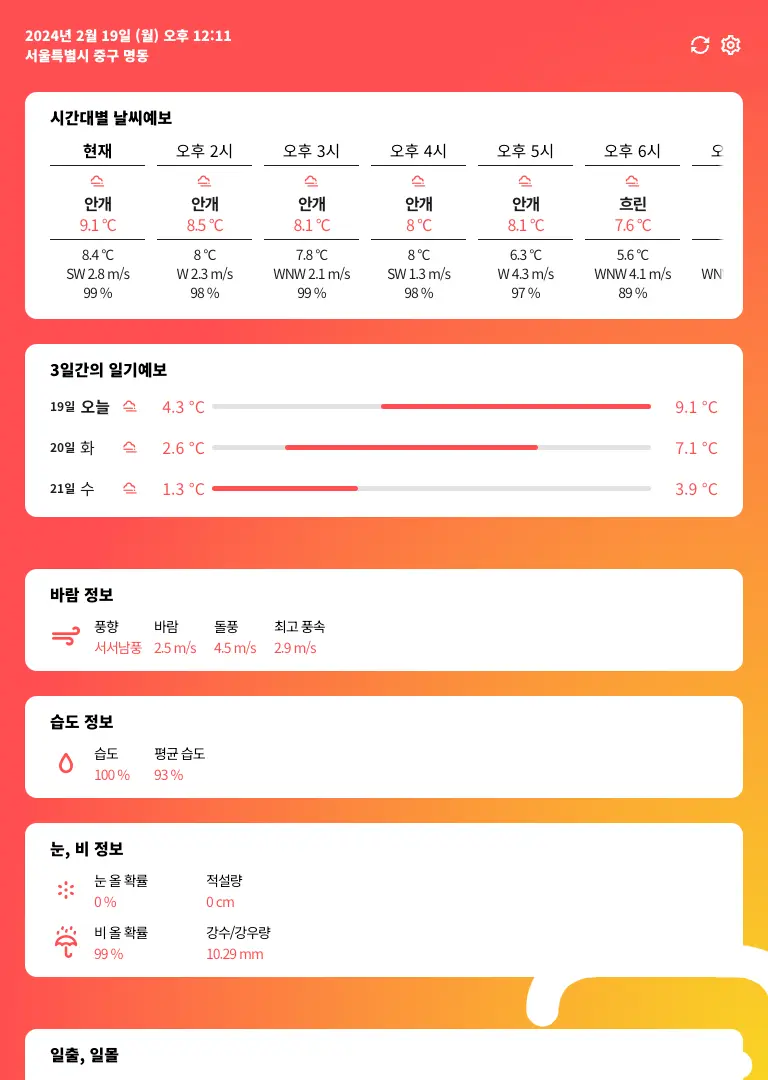 2024년 2월 19일 (월) 오후 12:11
서울특별시 중구 명동
시간대별 날씨예보
현재 오후 2시 오후 3시 오후 4시 오후 5시 오후 6시 오
안개 안개 안개 안개 안개 흐린
9.1 ℃ 8.5 ℃ 8.1 ℃ 8 ℃ 8.1 ℃ 7.6 ℃
8.4 ℃ 8 ℃ 7.8 ℃ 8 ℃ 6.3 ℃ 5.6 ℃
SW 2.8 m/s W 2.3 m/s WNW 2.1 m/s SW 1.3 m/s W 4.3 m/s WNW 4.1 m/s WN
99 % 98 % 99 % 98 % 97 % 89 %
3일간의 일기예보
19일 오늘 4.3 ℃ 9.1 ℃
20일 화 2.6 ℃ 7.1 ℃
21일 수 1.3 ℃ 3.9 ℃
바람 정보
풍향 바람 돌풍 최고 풍속
서서남풍 2.5 m/s 4.5 m/s 2.9 m/s
습도 정보
습도 평균 습도
100 % 93 %
눈, 비 정보
눈 올 확률 적설량
0 % 0 cm
비 올 확률 강수/강우량
99 % 10.29 mm
일출, 일몰